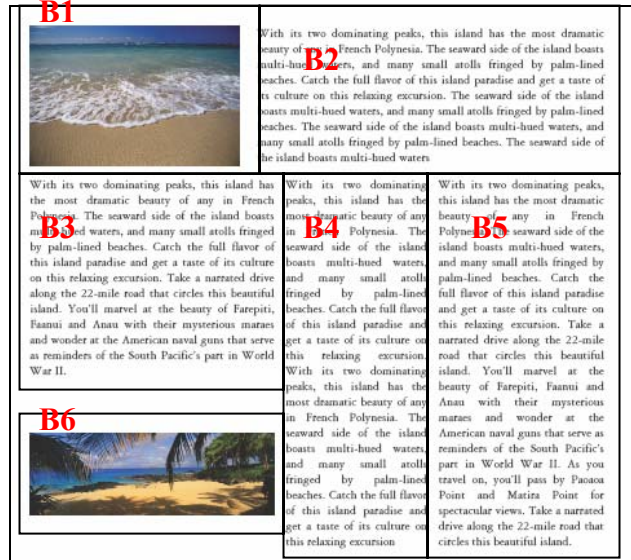 B1
With its two dominating peaks, this island has the most dramatic
beauty of any in French Polynesia. The seaward side of the island boasts
B2
multi-hued waters, and many small atolls fringed by palm-lined
beaches. Catch the full flavor of this island paradise and get a taste of
its culture on this relaxing excursion. The seaward side of the island
boasts multi-hued waters, and many small atolls fringed by palm-lined
beaches. The seaward side of the island boasts multi-hued waters, and
many small atolls fringed by palm-lined beaches. The seaward side of
the island boasts multi-hued waters
With its two dominating peaks, this island has
the most dramatic beauty of any in French
Polynesia. The seaward side of the island boasts
B3
multi-hued waters, and many small atolls fringed
by palm-lined beaches. Catch the full flavor of
this island paradise and get a taste of its culture
on this relaxing excursion. Take a narrated drive
along the 22-mile road that circles this beautiful
island. You'll marvel at the beauty of Farepiti,
Faanui and Anau with their mysterious maraes
and wonder at the American naval guns that serve
as reminders of the South Pacific's part in World
War II.
B6
With its two dominating
peaks, this island has the
most dramatic beauty of any
B4
in French Polynesia. The
seaward side of the island
boasts multi-hued waters,
and many small atolls
fringed by palm-lined
beaches. Catch the full flavor
of this island paradise and
get a taste of its culture on
this relaxing excursion.
With its two dominating
peaks, this island has the
most dramatic beauty of any
in French Polynesia. The
seaward side of the island
boasts multi-hued waters,
and many small atolls
fringed by palm-lined
beaches. Catch the full flavor
of this island paradise and
get a taste of its culture on
this relaxing excursion
With its two dominating peaks,
this island has the most dramatic
beauty of any in French
B5
Polynesia. The seaward side of the
island boasts multi-hued waters,
and many small atolls fringed by
palm-lined beaches. Catch the
full flavor of this island paradise
and get a taste of its culture on
this relaxing excursion. Take a
narrated drive along the 22-mile
road that circles this beautiful
island. You'll marvel at the
beauty of Farepiti, Faanui and
Anau with their mysterious
maraes and wonder at the
American naval guns that serve as
reminders of the South Pacific's
part in World War II. As you
travel on, you'll pass by Paoaoa
Point and Matira Point for
spectacular views. Take a narrated
drive along the 22-mile road that
circles this beautiful island.